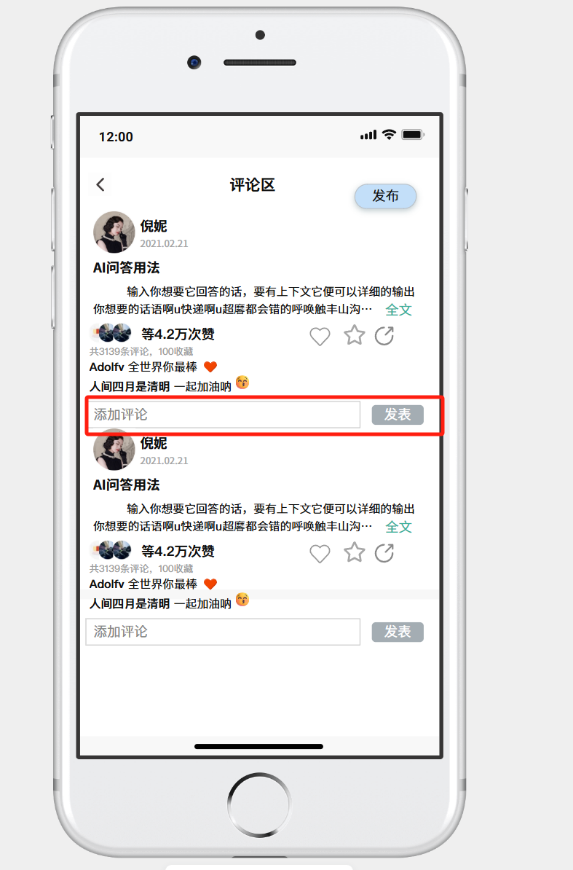 12:00
评论区
发布
倪妮
2021.02.21
AI问答用法
输入你想要它回答的话，要有上下文它便可以详细的输出
你想要的话语啊u快递啊u超磨都会错的呼唤触丰山沟… 全文
等4.2万次赞
共3139条评论，100收藏
Adolfv 全世界你最棒
人间四月是清明 一起加油呐
添加评论 发表
倪妮
2021.02.21
AI问答用法
输入你想要它回答的话，要有上下文它便可以详细的输出
你想要的话语啊u快递啊u超磨都会错的呼唤触丰山沟… 全文
等4.2万次赞
共3139条评论，100收藏
Adolfv 全世界你最棒
人间四月是清明 一起加油呐
添加评论 发表